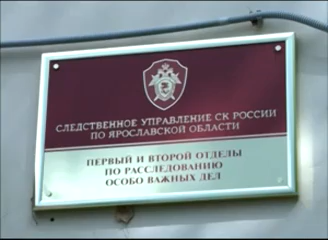 СЛЕДСТВЕННОЕ УПРАВЛЕНИЕ СК РОССИИ
ПО ЯРОСЛАВСКОЙ ОБЛАСТИ
ПЕРВЫЙ И ВТОРОЙ ОТДЕЛЫ
ПО РАССЛЕДОВАНИЮ
ОСОБО ВАЖНЫХ ДЕЛ